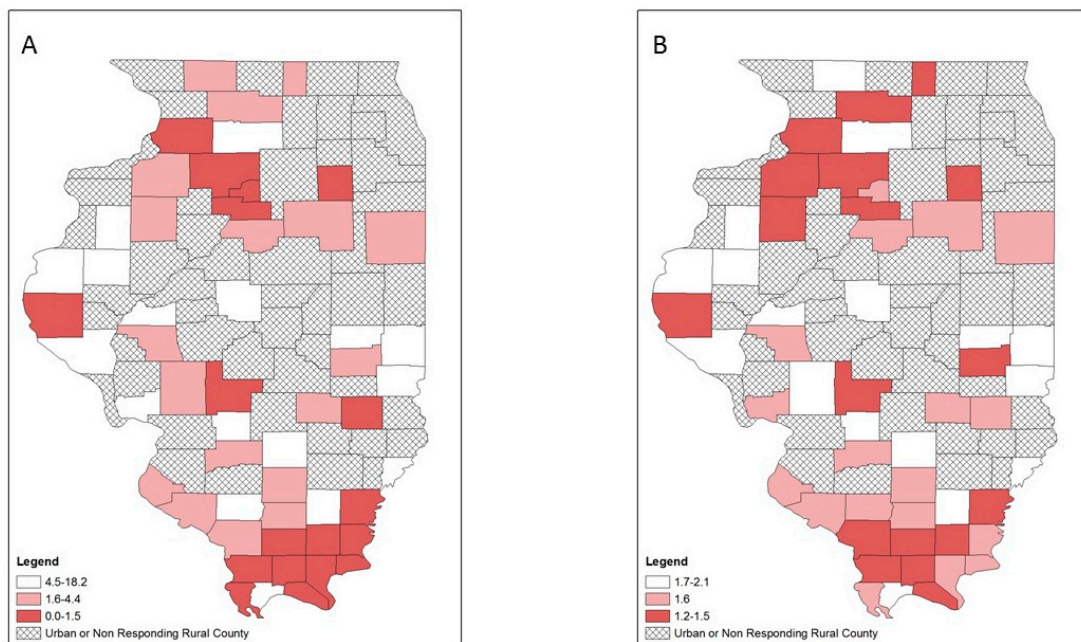 A
Legend
4.5-18.2
1.6-4.4
0.0-1.5
Urban or Non Responding Rural County
B
Legend
1.7-2.1
1.6
1.2-1.5
Urban or Non Responding Rural County